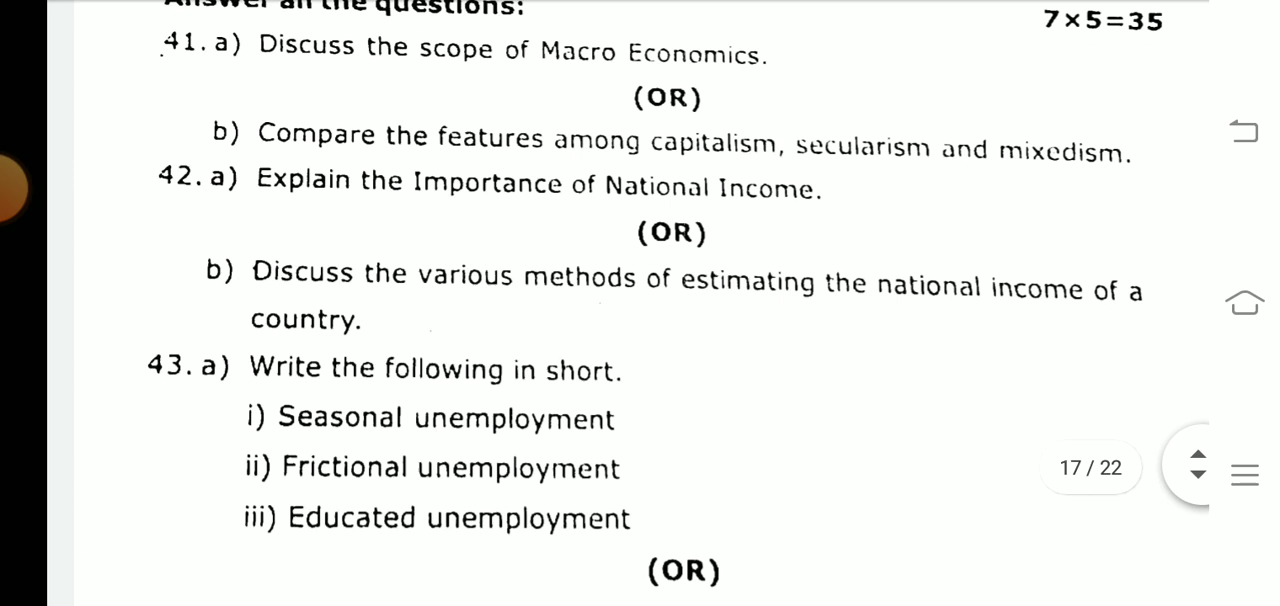 questions:
7×5=35
41. a) Discuss the scope of Macro Economics.
(OR)
b) Compare the features among capitalism, secularism and mixedism.
42. a) Explain the Importance of National Income.
(OR)
b) Discuss the various methods of estimating the national income of a
country.
43. a) Write the following in short.
i) Seasonal unemployment
ii) Frictional unemployment
17 / 22
iii) Educated unemployment
(OR)